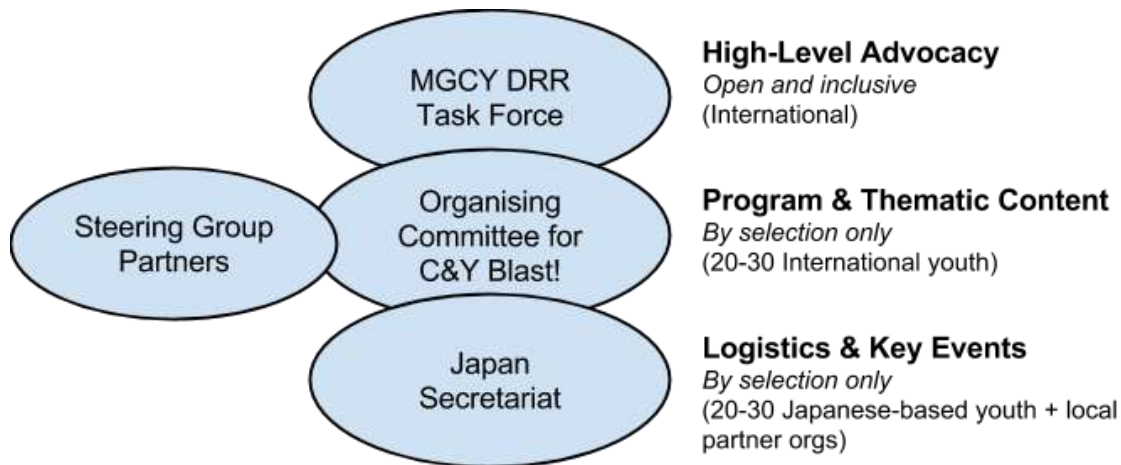 MGCY DRR
Task Force
High-Level Advocacy
Open and inclusive
(International)
Steering Group
Partners
Organising
Committee for
C&Y Blast!
Program & Thematic Content
By selection only
(20-30 International youth)
Japan
Secretariat
Logistics & Key Events
By selection only
(20-30 Japanese-based youth + local
partner orgs)